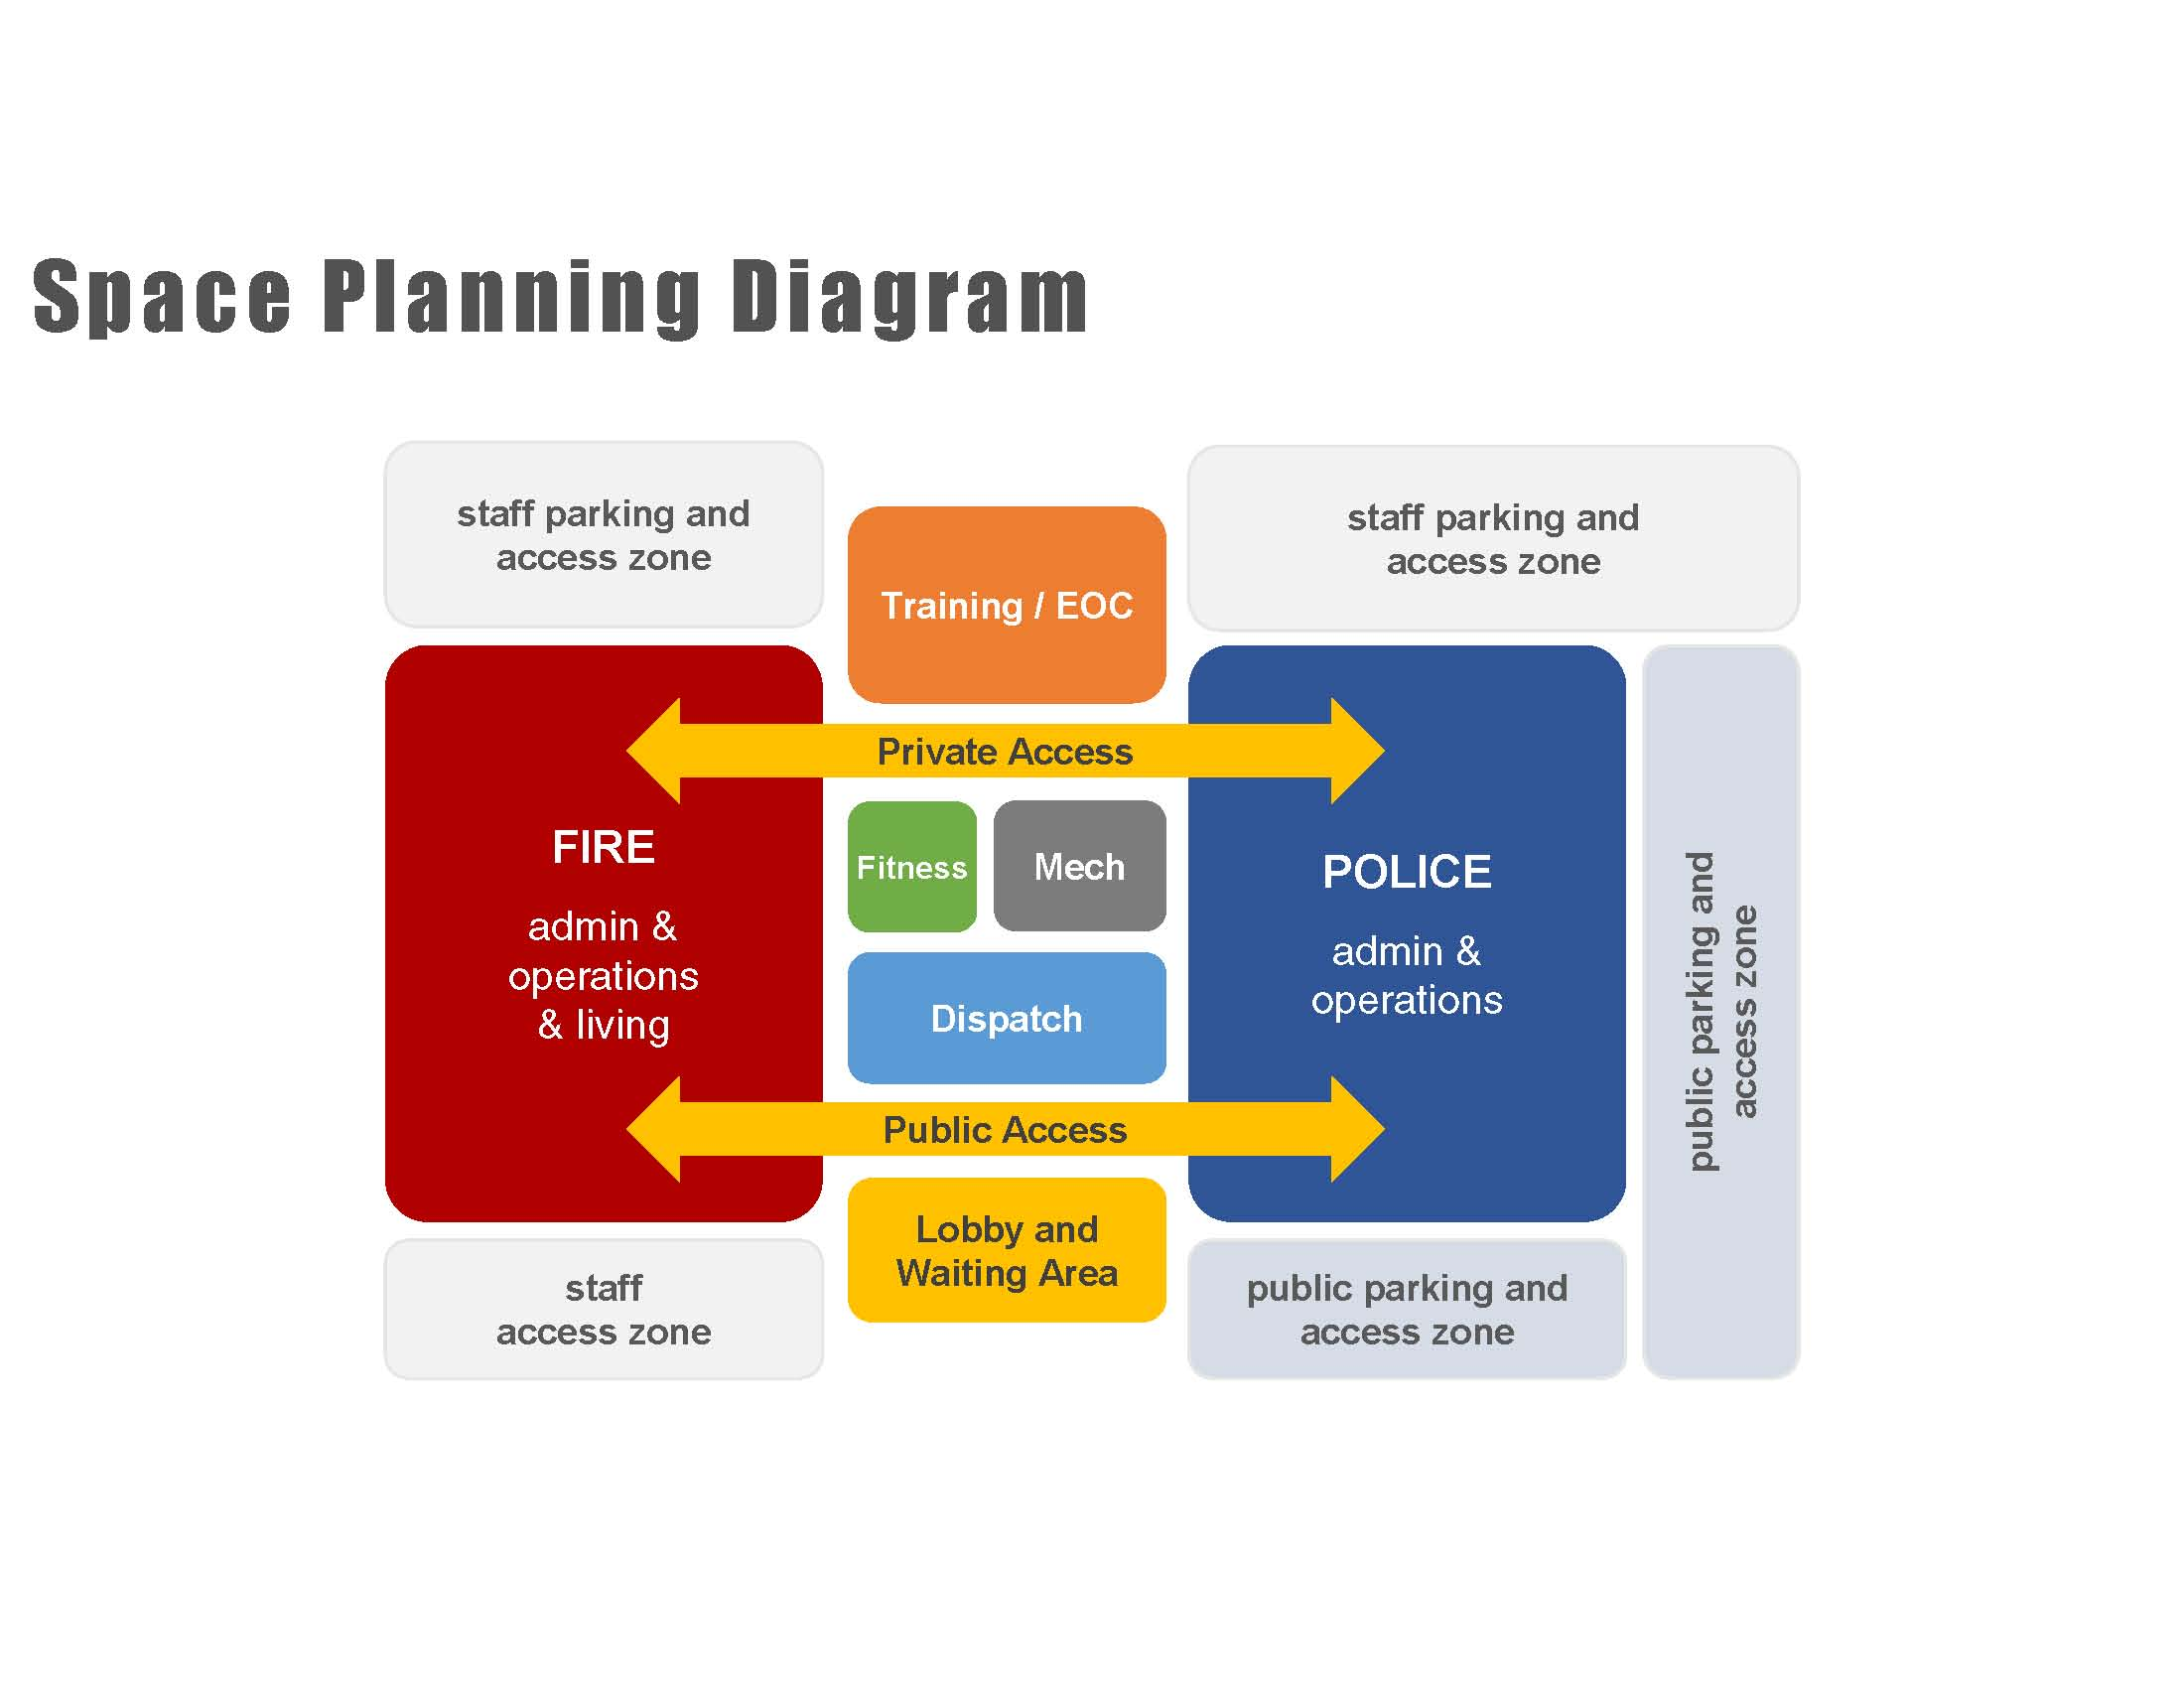 Space Planning Diagram
staff parking and
access zone
Training / EOC
staff parking and
access zone
Private Access
FIRE
admin &
operations
& living
Fitness
Mech
Dispatch
POLICE
admin &
operations
public parking and
access zone
Public Access
Lobby and
Waiting Area
staff
access zone
public parking and
access zone